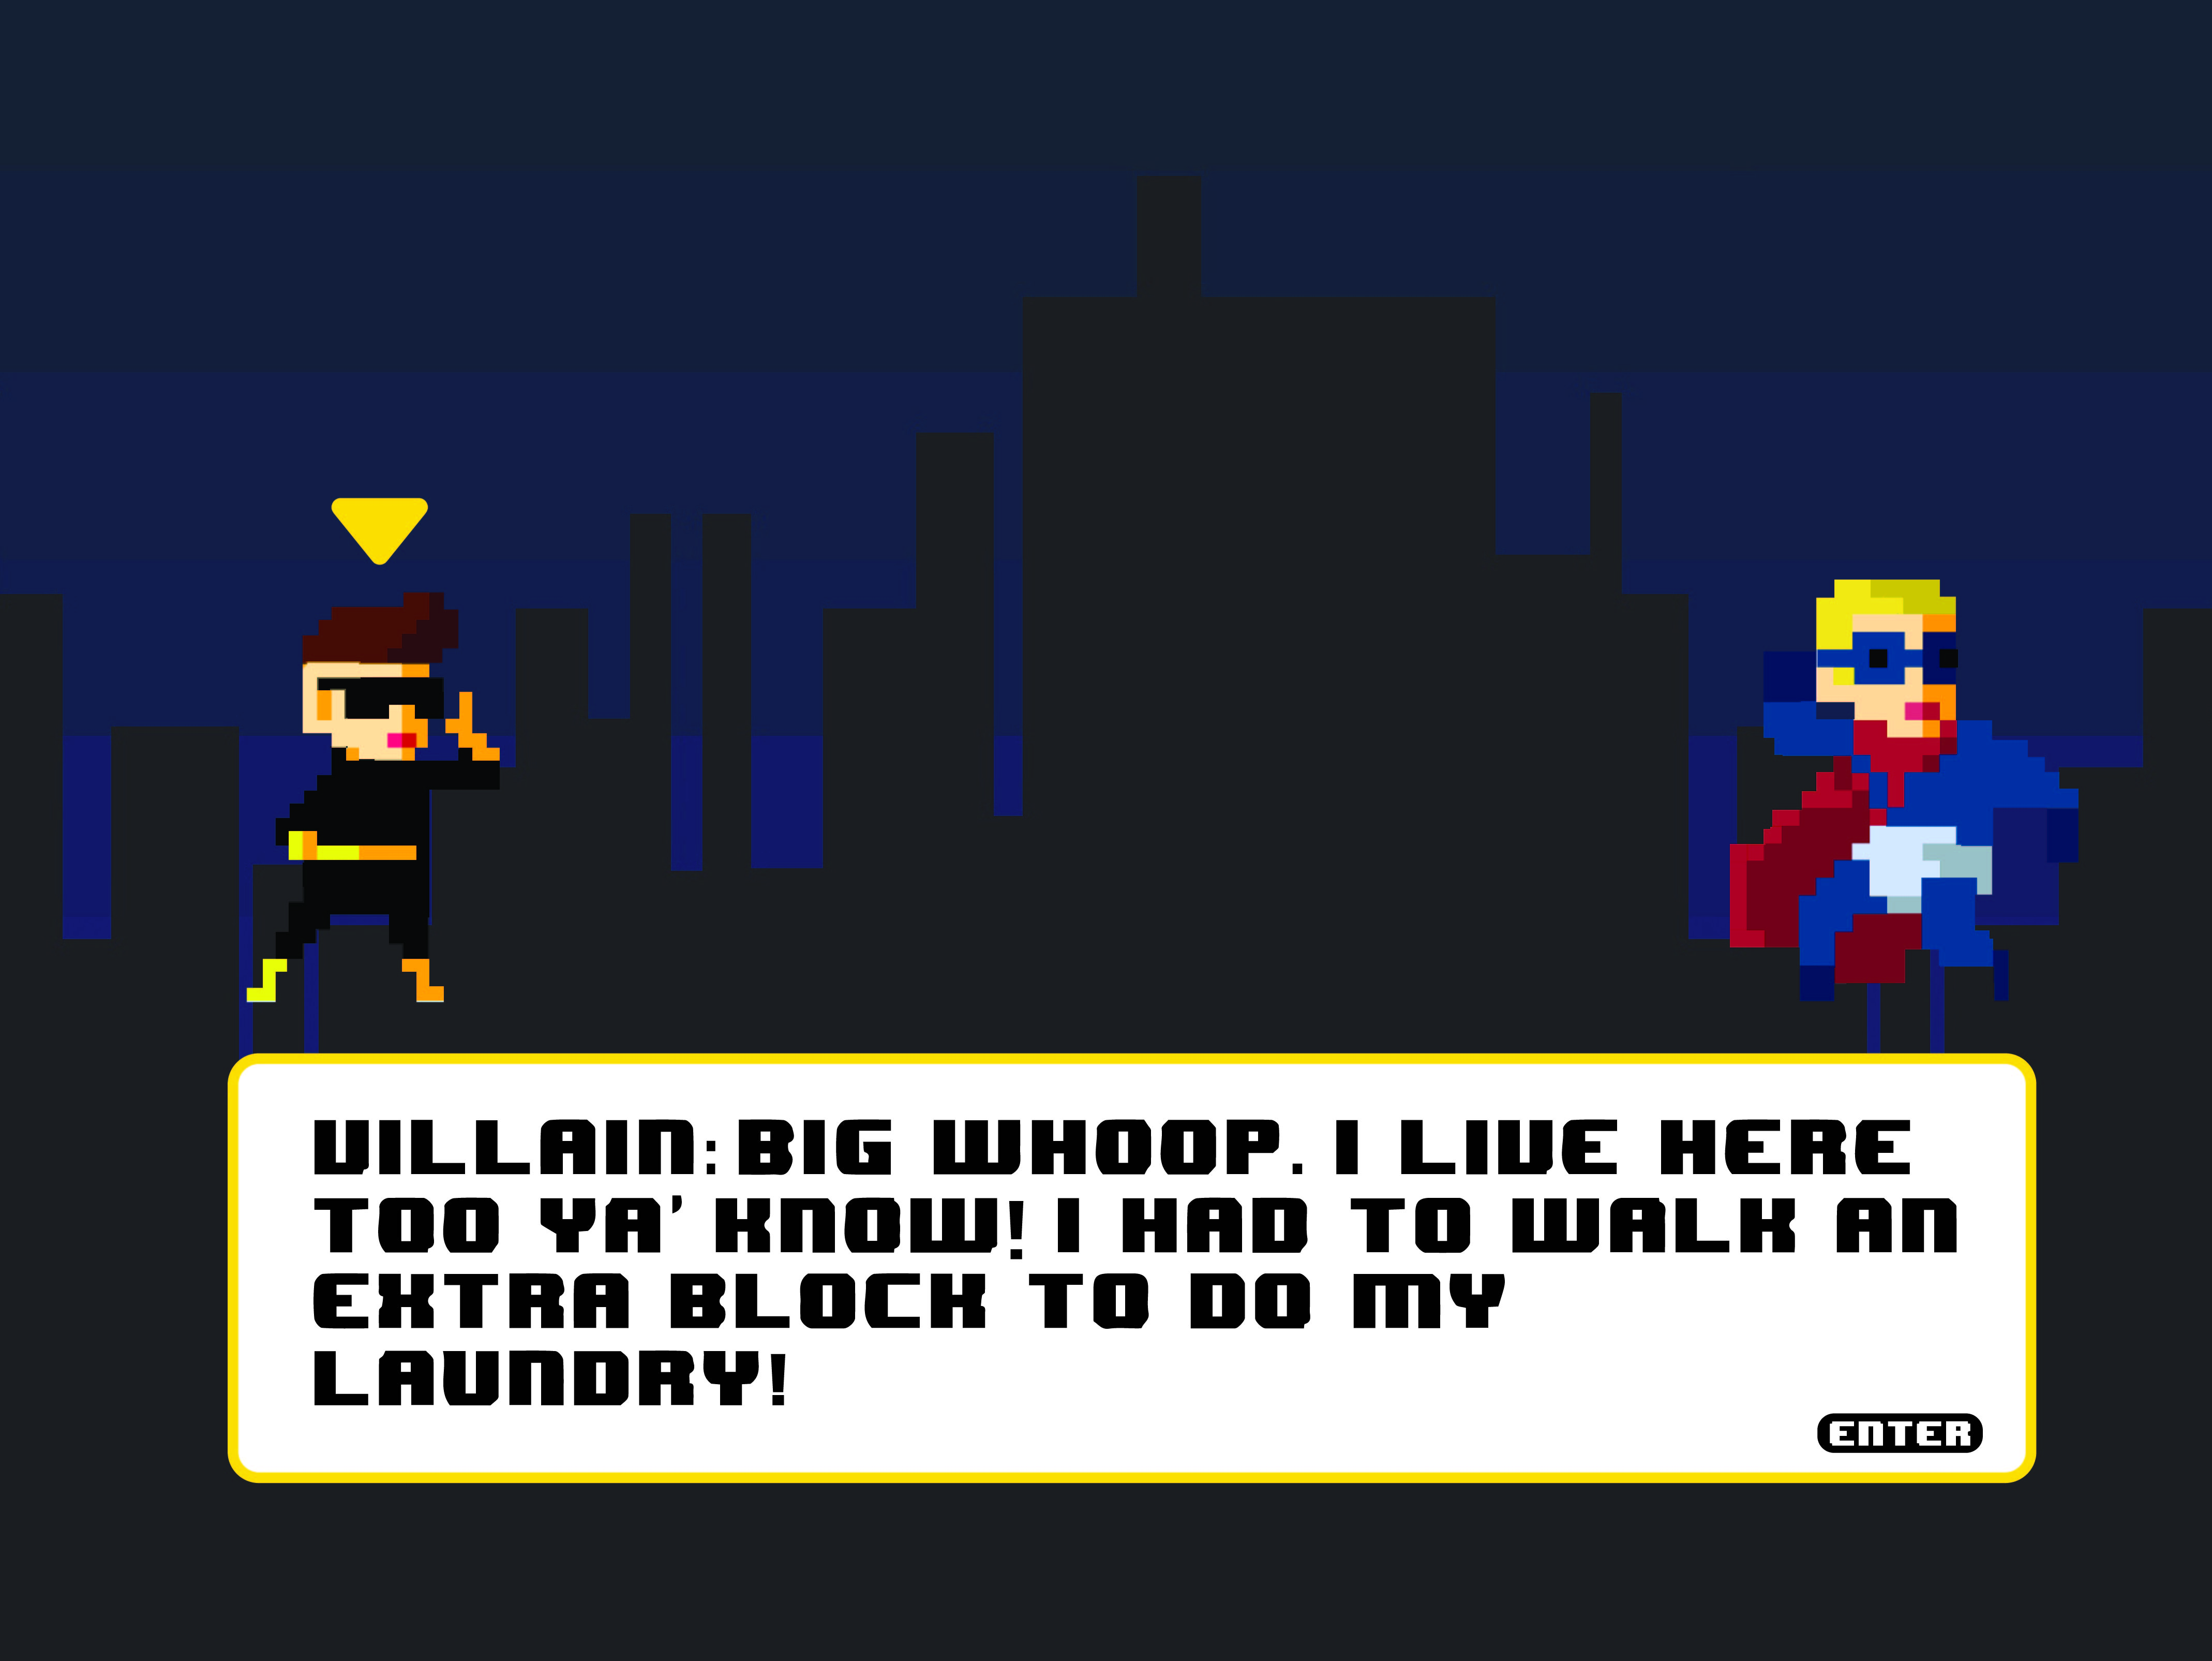 VILLAIN:BIG WHOOP. I LIVE HERE
TOO YA' KNOW! I HAD TO WALK AN
EXTRA BLOCK TO DO MY
LAUNDRY!
ENTER